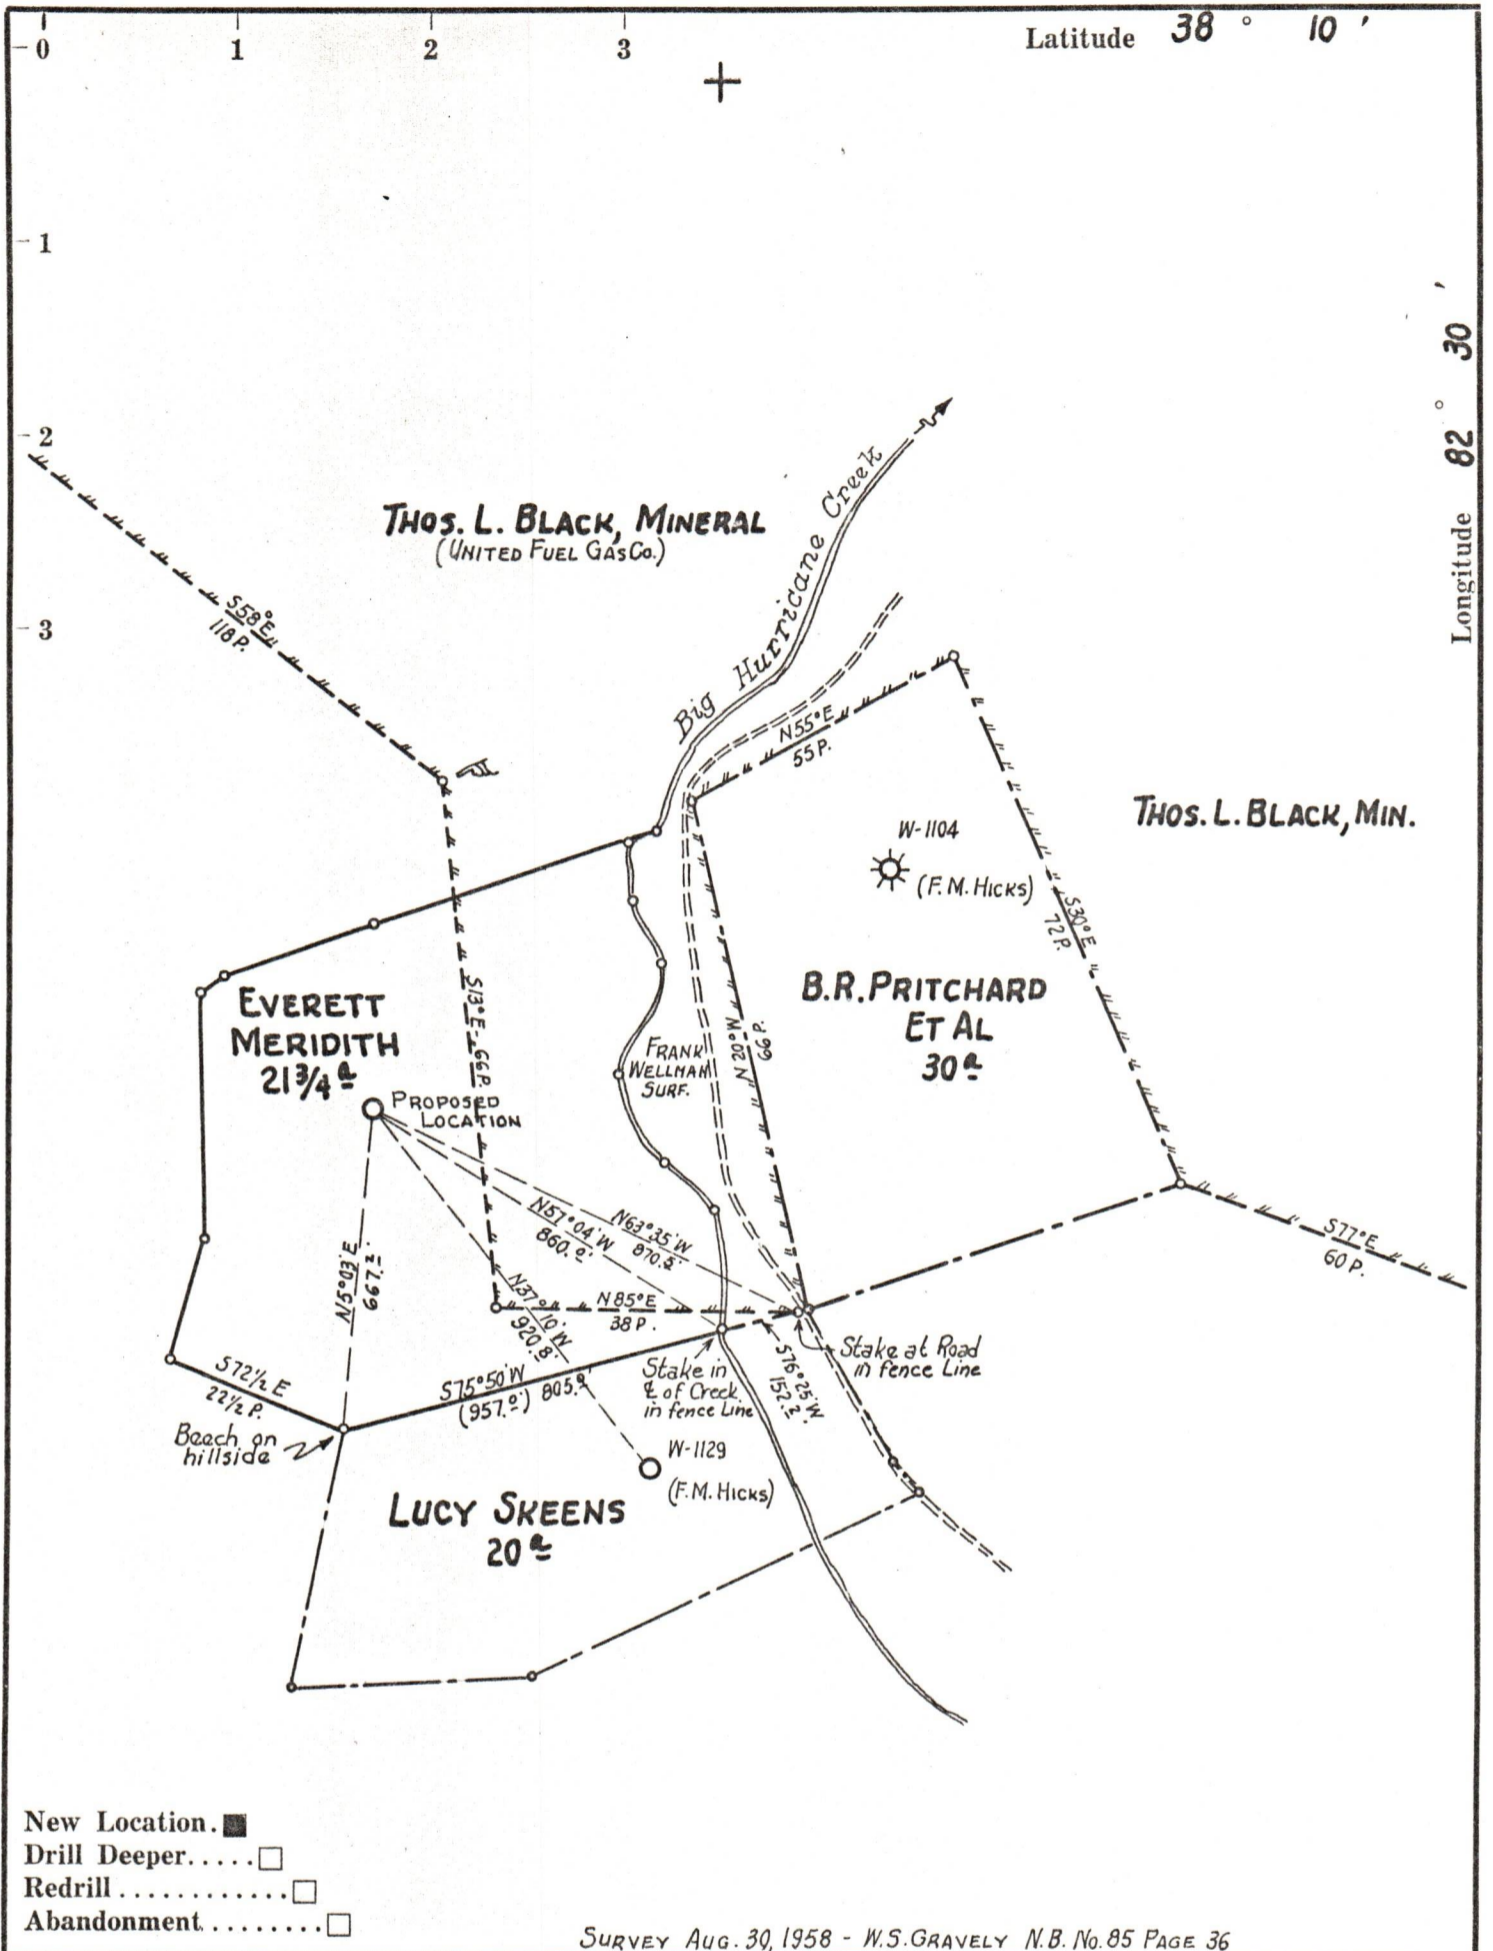 0 1 2 3 Latitude 38 ° 10 '
1
2
3
Longitude 82 ° 30 '
THOS. L. BLACK, MINERAL
(UNITED FUEL GAS CO.)
Big Hurricane Creek
S58°E
118 P.
N55°E
55 P.
THOS. L. BLACK, MIN.
W-1104
(F.M. HICKS)
S30°E
72 P.
B.R. PRITCHARD
ET AL
30 a
EVERETT
MERIDITH
21 3/4 a
S13°E - 66 P.
FRANK
WELLMAN
SURF.
N20°W
66 P.
PROPOSED
LOCATION
N57°04'W
860.0'
N63°35'W
870.5'
S77°E
60 P.
N5°03'E
667.2'
N37°10'W
920.8'
N85°E
38 P.
S72 1/2 E
22 1/2 P.
S75°50'W
(957.0') 805.9
Stake in
℄ of Creek
in fence Line
S76°25'W
152.2'
Stake at Road
in fence Line
Beech on
hillside
W-1129
(F.M. HICKS)
LUCY SKEENS
20 a
New Location. ■
Drill Deeper..... □
Redrill ............ □
Abandonment ........ □
SURVEY AUG. 30, 1958 - W.S. GRAVELY N.B. No. 85 PAGE 36